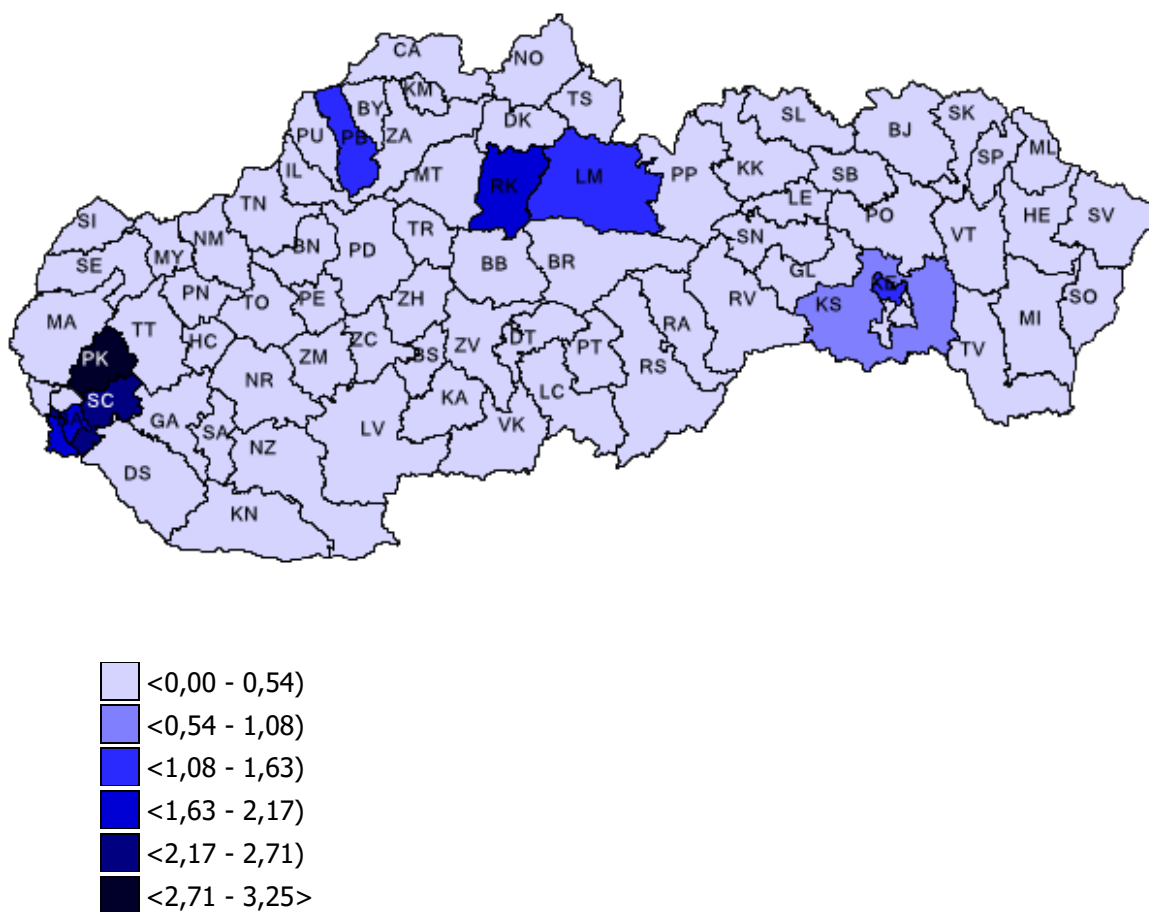 CA
NO
KM
BY
TS
PU
PB
ZA
DK
SL
SK
BJ
ML
SP
IL
MT
RK
LM
PP
KK
SB
LE
TN
PO
HE
SV
SI
NM
TR
SN
VT
MY
BN
PD
BB
BR
GL
SE
PN
TO
PE
ZH
RV
KS
KE
SO
MA
TT
HC
ZM
ZC
BS
ZV
DT
PT
RA
MI
TV
PK
NR
KA
LC
RS
SC
GA
SA
NZ
LV
VK
DS
KN
<0,00 - 0,54)
<0,54 - 1,08)
<1,08 - 1,63)
<1,63 - 2,17)
<2,17 - 2,71)
<2,71 - 3,25>